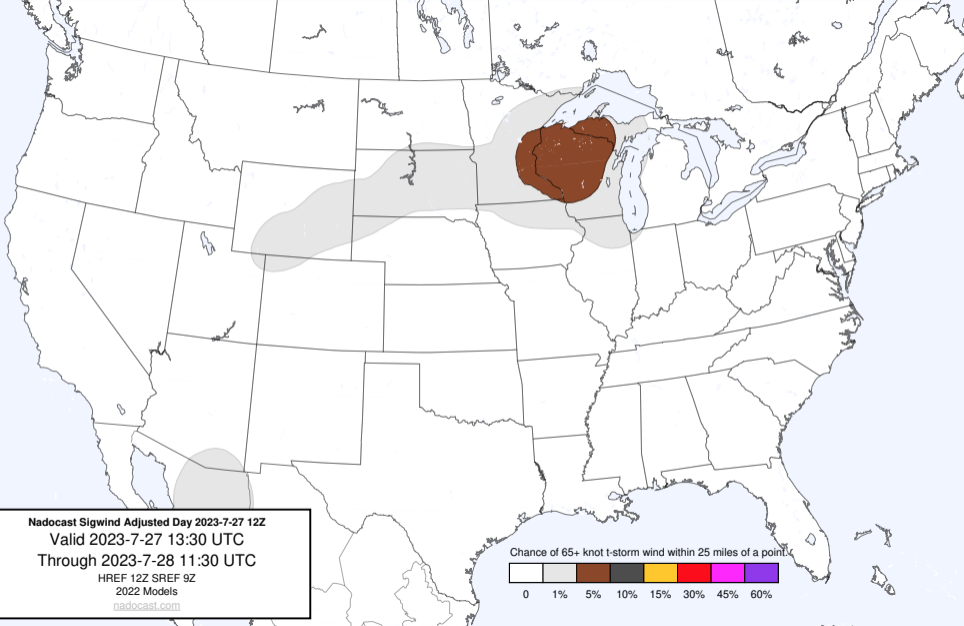 Nadocast Sigwind Adjusted Day 2023-7-27 12Z
Valid 2023-7-27 13:30 UTC
Through 2023-7-28 11:30 UTC
HREF 12Z SREF 9Z
2022 Models
nadocast.com
Chance of 65+ knot t-storm wind within 25 miles of a point.
0 1% 5% 10% 15% 30% 45% 60%